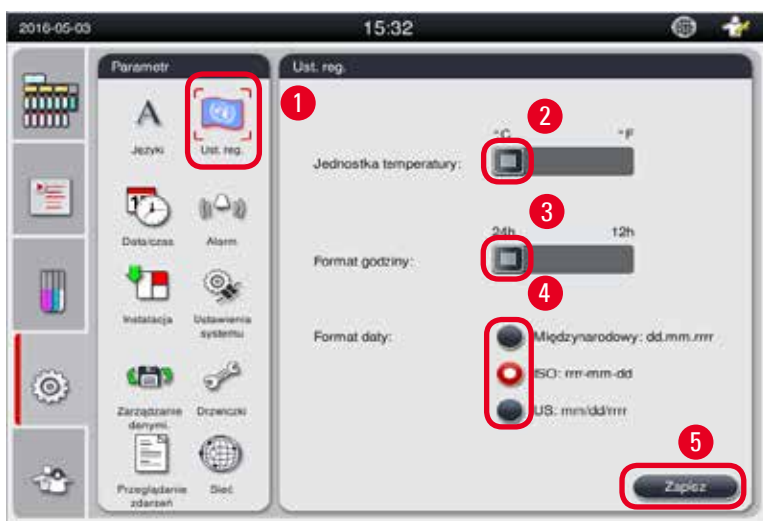 2016-05-03
15:32
Parametr
A
Języki
Ust. reg.
17
Data/czas
Alarm
Instalacja
Ustawienia
systemu
Zarządzanie
danymi.
Drzwiczki
Przeglądanie
zdarzeń
Sieć
Ust. reg.
1
2
°C
°F
Jednostka temperatury:
3
24h
12h
Format godziny:
4
Format daty:
Międzynarodowy: dd.mm.rrrr
ISO: rrrr-mm-dd
US: mm/dd/rrrr
5
Zapisz